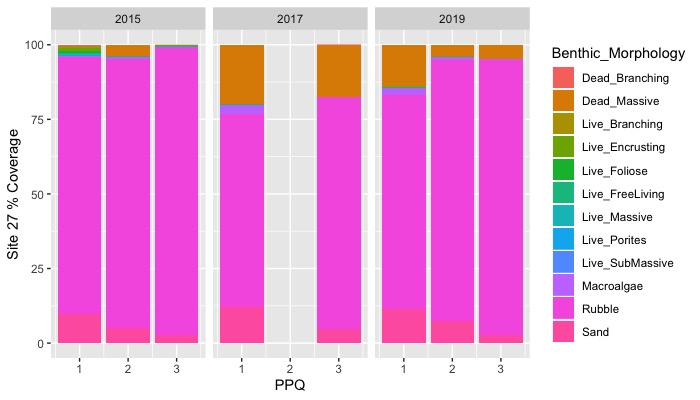 2015
2017
2019
100
75
50
25
0
Site 27 % Coverage
1
2
3
1
2
3
1
2
3
PPQ
Benthic_Morphology
Dead_Branching
Dead_Massive
Live_Branching
Live_Encrusting
Live_Foliose
Live_FreeLiving
Live_Massive
Live_Porites
Live_SubMassive
Macroalgae
Rubble
Sand